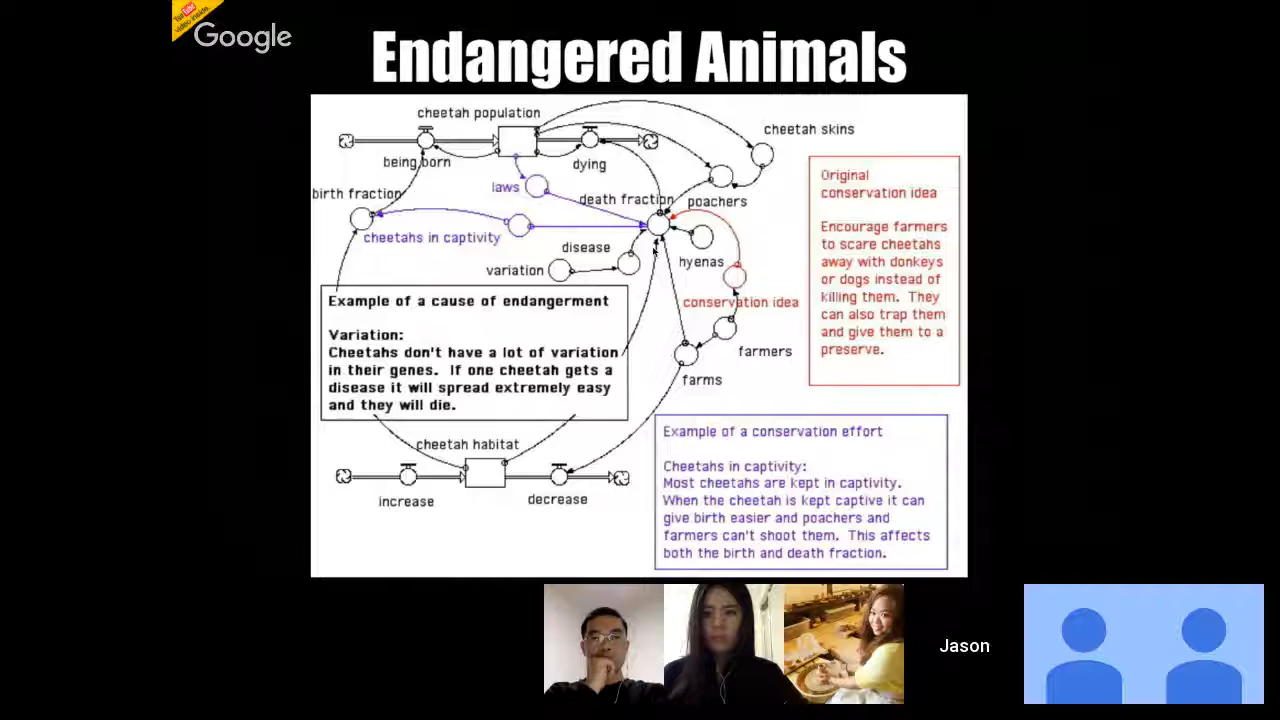 You Tube
video inside.
Google
Endangered Animals
cheetah population
cheetah skins
being born
dying
laws
death fraction
poachers
birth fraction
cheetahs in captivity
disease
hyenas
variation
conservation idea
farmers
farms
Original
conservation idea
Encourage farmers
to scare cheetahs
away with donkeys
or dogs instead of
killing them. They
can also trap them
and give them to a
preserve.
Example of a cause of endangerment
Variation:
Cheetahs don't have a lot of variation
in their genes. If one cheetah gets a
disease it will spread extremely easy
and they will die.
cheetah habitat
increase
decrease
Example of a conservation effort
Cheetahs in captivity:
Most cheetahs are kept in captivity.
When the cheetah is kept captive it can
give birth easier and poachers and
farmers can't shoot them. This affects
both the birth and death fraction.
Jason